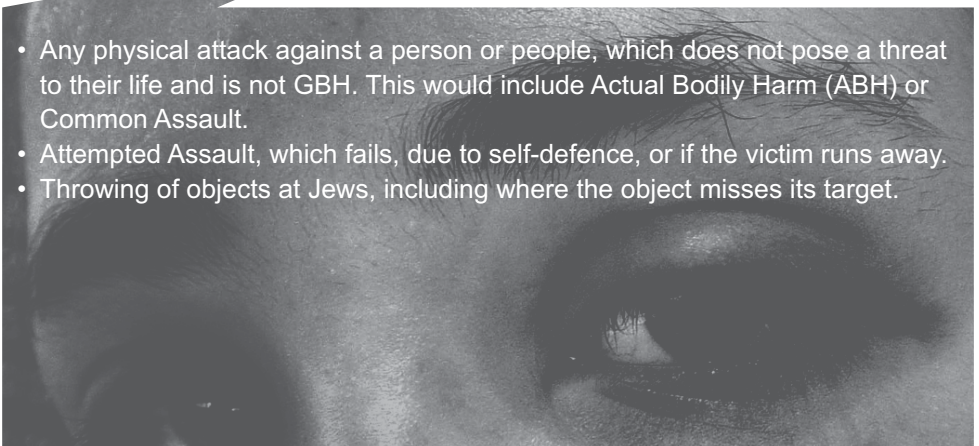 • Any physical attack against a person or people, which does not pose a threat
to their life and is not GBH. This would include Actual Bodily Harm (ABH) or
Common Assault.
• Attempted Assault, which fails, due to self-defence, or if the victim runs away.
• Throwing of objects at Jews, including where the object misses its target.